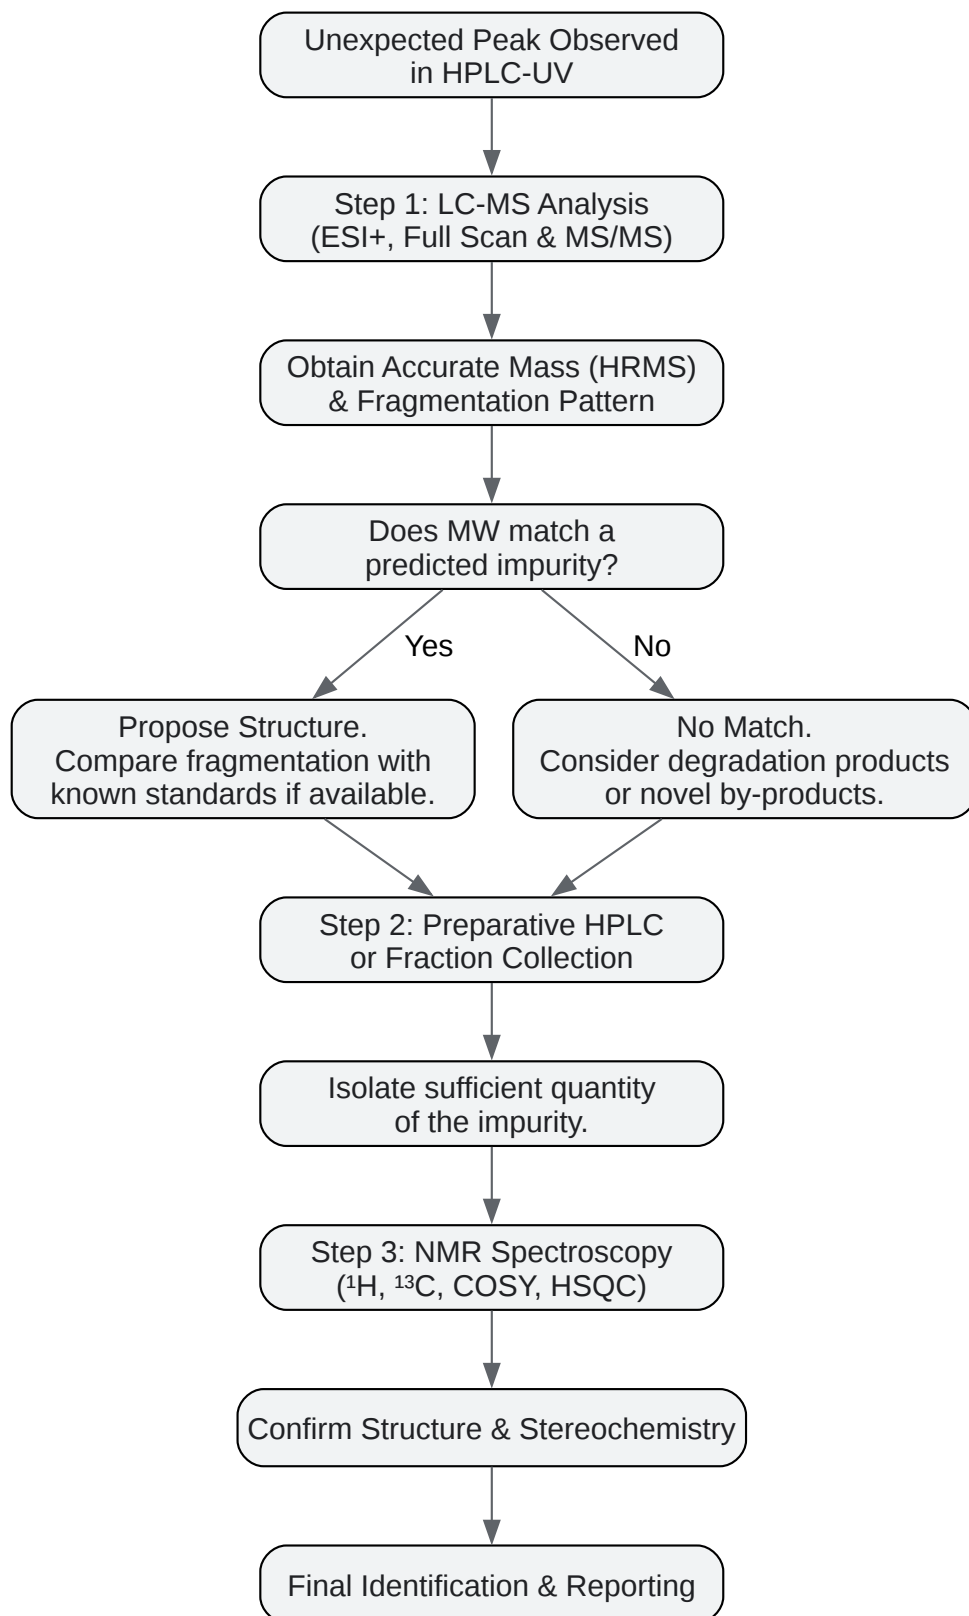 Unexpected Peak Observed
in HPLC-UV
Step 1: LC-MS Analysis
(ESI+, Full Scan & MS/MS)
Obtain Accurate Mass (HRMS)
& Fragmentation Pattern
Does MW match a
predicted impurity?
Yes
No
Propose Structure.
Compare fragmentation with
known standards if available.
No Match.
Consider degradation products
or novel by-products.
Step 2: Preparative HPLC
or Fraction Collection
Isolate sufficient quantity
of the impurity.
Step 3: NMR Spectroscopy
(¹H, ¹³C, COSY, HSQC)
Confirm Structure & Stereochemistry
Final Identification & Reporting